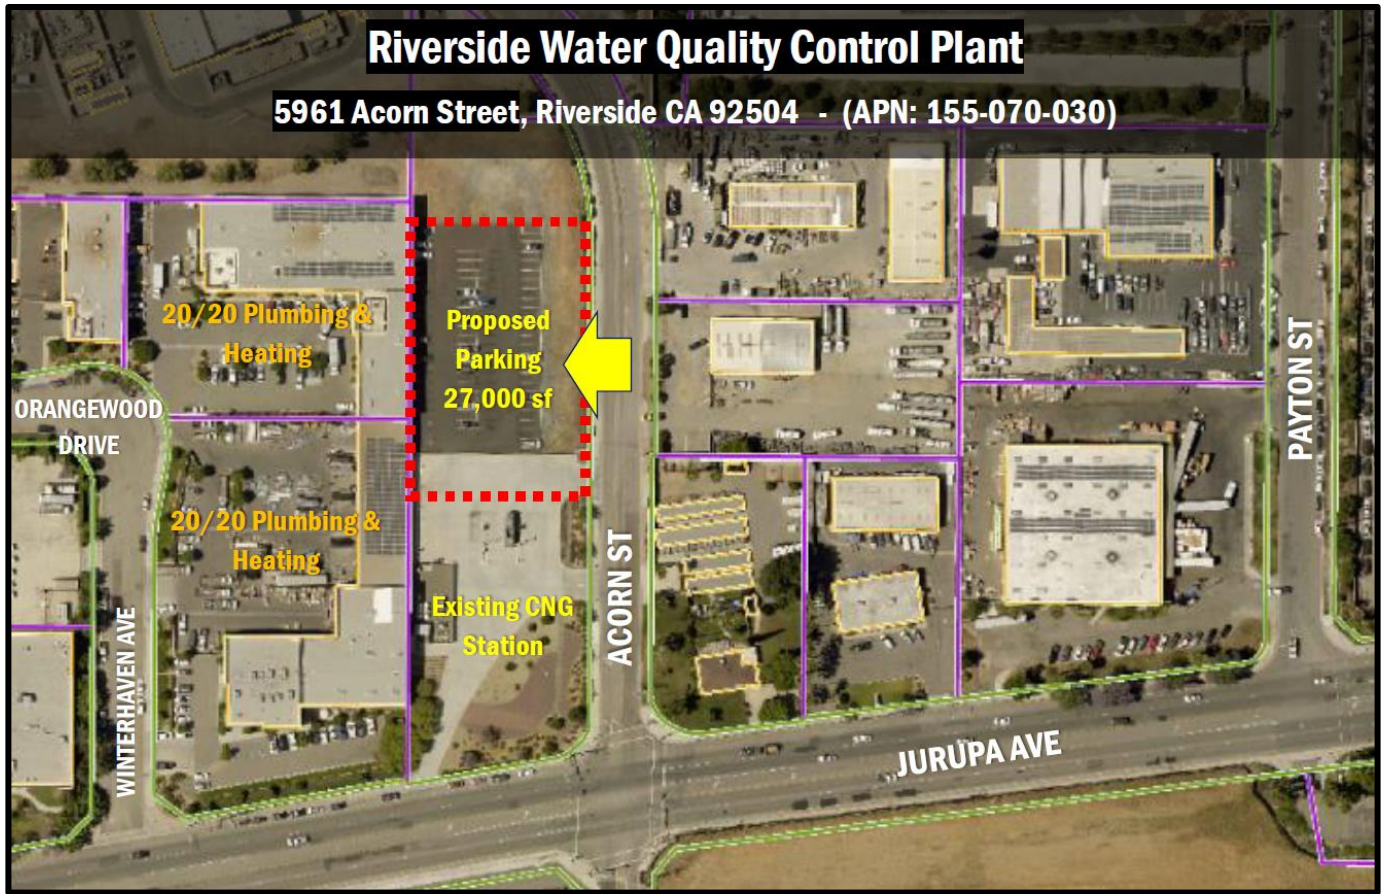 Riverside Water Quality Control Plant
5961 Acorn Street, Riverside CA 92504 - (APN: 155-070-030)
20/20 Plumbing &
Heating
Proposed
Parking
27,000 sf
ORANGEWOOD
DRIVE
PAYTON ST
20/20 Plumbing &
Heating
Existing CNG
Station
ACORN ST
WINTERHAVEN AVE
JURUPA AVE